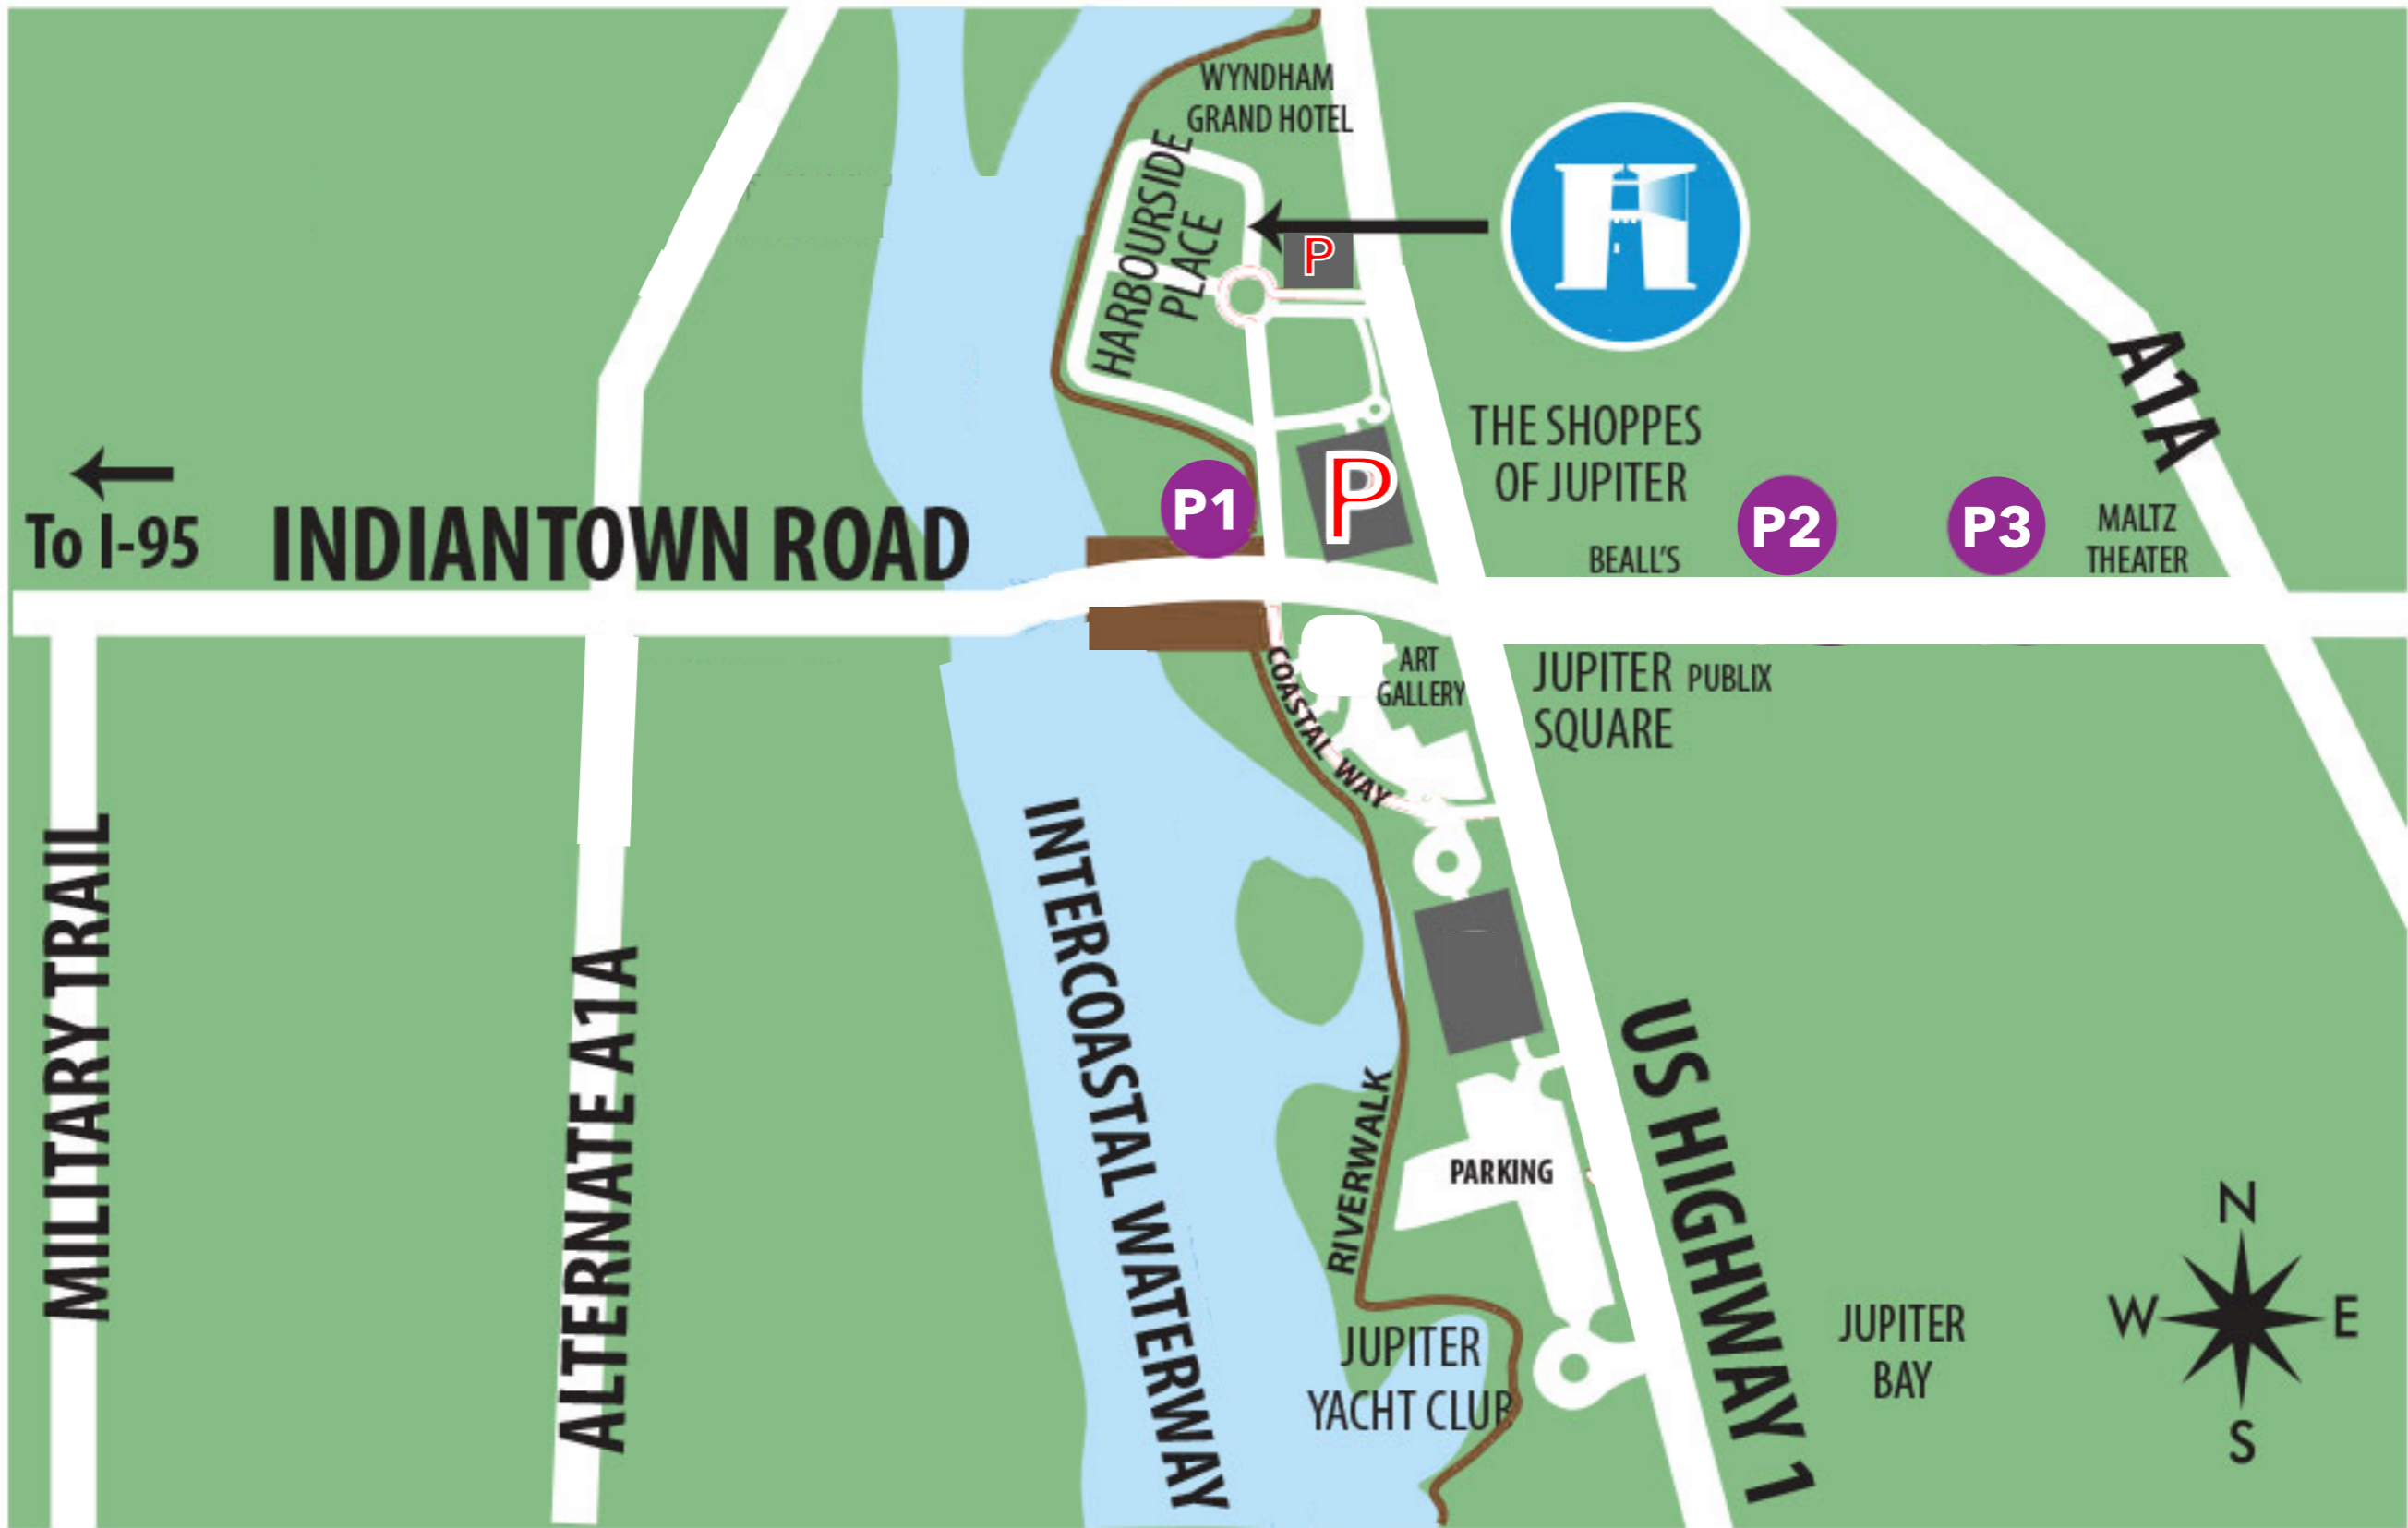 WYNDHAM
GRAND HOTEL
HARBOURSIDE
PLACE
P
H
A1A
THE SHOPPES
OF JUPITER
P
P1
P2
P3
MALTZ
THEATER
BEALL'S
To I-95
INDIANTOWN ROAD
ART
GALLERY
COASTAL WAY
JUPITER
SQUARE
PUBLIX
MILITARY TRAIL
ALTERNATE A1A
INTERCOASTAL WATERWAY
RIVERWALK
PARKING
US HIGHWAY 1
JUPITER
YACHT CLUB
JUPITER
BAY
N
W
E
S